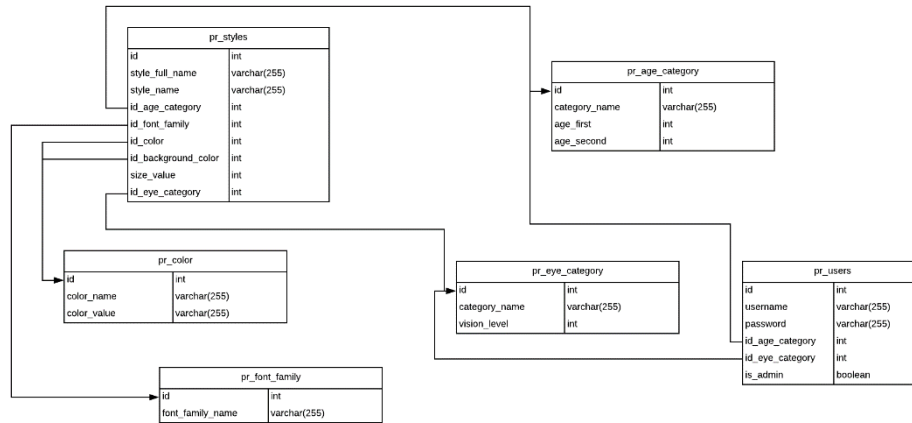 pr_styles
id int
style_full_name varchar(255)
style_name varchar(255)
id_age_category int
id_font_family int
id_color int
id_background_color int
size_value int
id_eye_category int
pr_age_category
id int
category_name varchar(255)
age_first int
age_second int
pr_color
id int
color_name varchar(255)
color_value varchar(255)
pr_eye_category
id int
category_name varchar(255)
vision_level int
pr_users
id int
username varchar(255)
password varchar(255)
id_age_category int
id_eye_category int
is_admin boolean
pr_font_family
id int
font_family_name varchar(255)